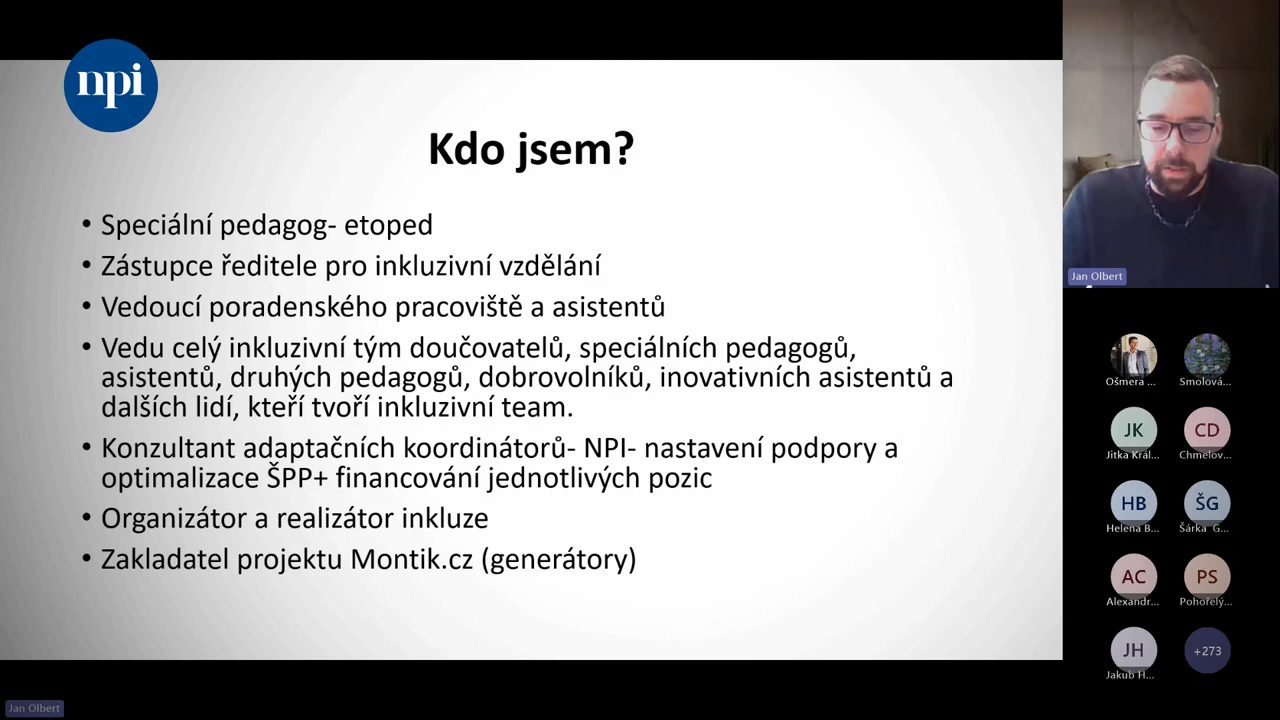 npi
Kdo jsem?
• Speciální pedagog- etoped
• Zástupce ředitele pro inkluzivní vzdělání
• Vedoucí poradenského pracoviště a asistentů
• Vedu celý inkluzivní tým doučovatelů, speciálních pedagogů,
asistentů, druhých pedagogů, dobrovolníků, inovativních asistentů a
dalších lidí, kteří tvoří inkluzivní team.
• Konzultant adaptačních koordinátorů- NPI- nastavení podpory a
optimalizace ŠPP+ financování jednotlivých pozic
• Organizátor a realizátor inkluze
• Zakladatel projektu Montik.cz (generátory)
Jan Olbert
Ošmera ...
Smolová...
JK
Jitka Král...
CD
Chmelov...
HB
Helena B...
ŠG
Šárka G...
AC
Alexandr...
PS
Pohořelý...
JH
Jakub H...
+273
Jan Olbert